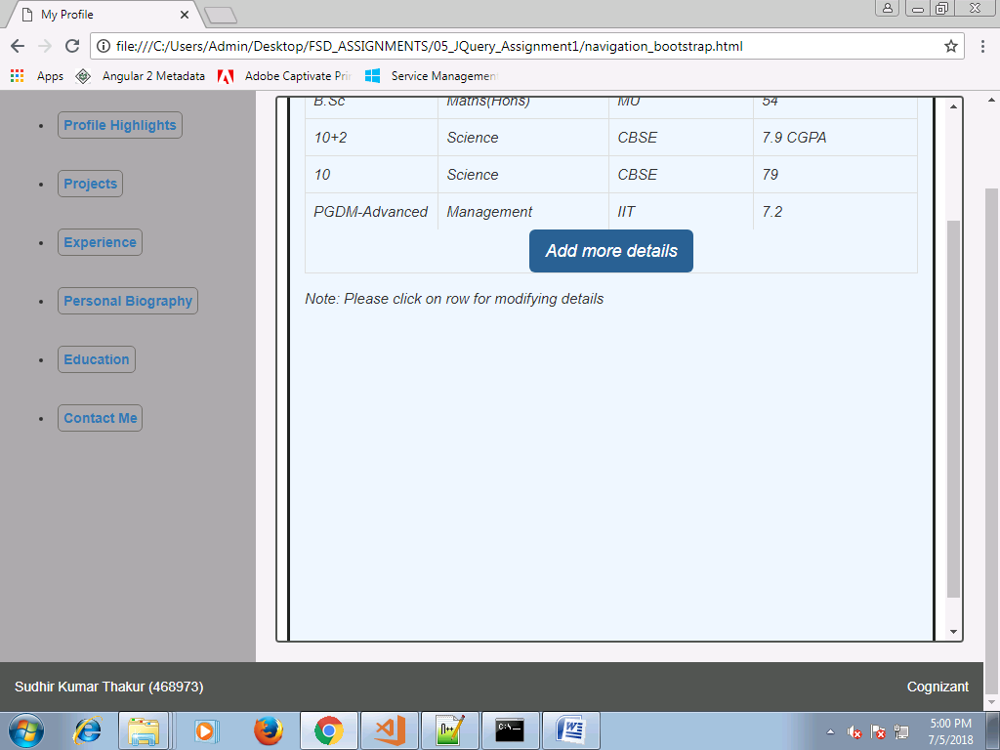 My Profile
file:///C:/Users/Admin/Desktop/FSD_ASSIGNMENTS/05_JQuery_Assignment1/navigation_bootstrap.html
Apps Angular 2 Metadata Adobe Captivate Service Management
Profile Highlights
Projects
Experience
Personal Biography
Education
Contact Me
B.Sc Maths(Hons) MU 54
10+2 Science CBSE 7.9 CGPA
10 Science CBSE 79
PGDM-Advanced Management IIT 7.2
Add more details
Note: Please click on row for modifying details
Sudhir Kumar Thakur (468973) Cognizant
5:00 PM
7/5/2018